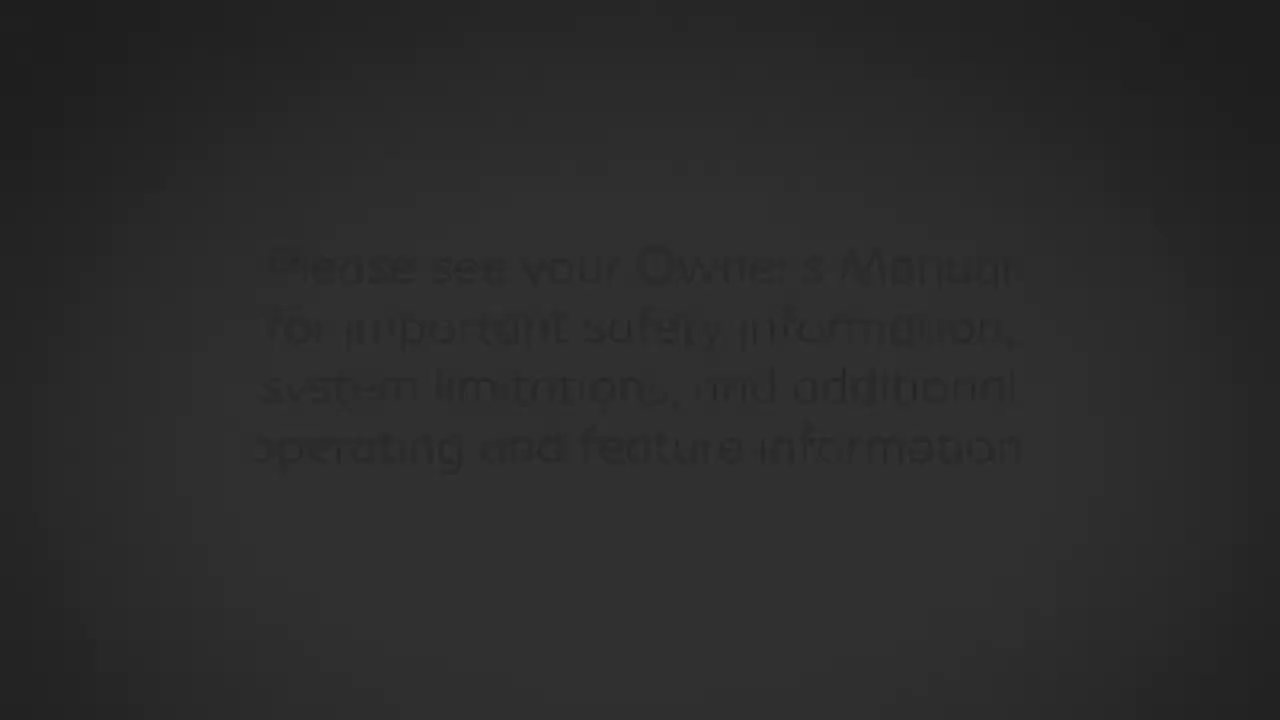 Please see your Owner's Manual
for important safety information,
system limitations, and additional
operating and feature information